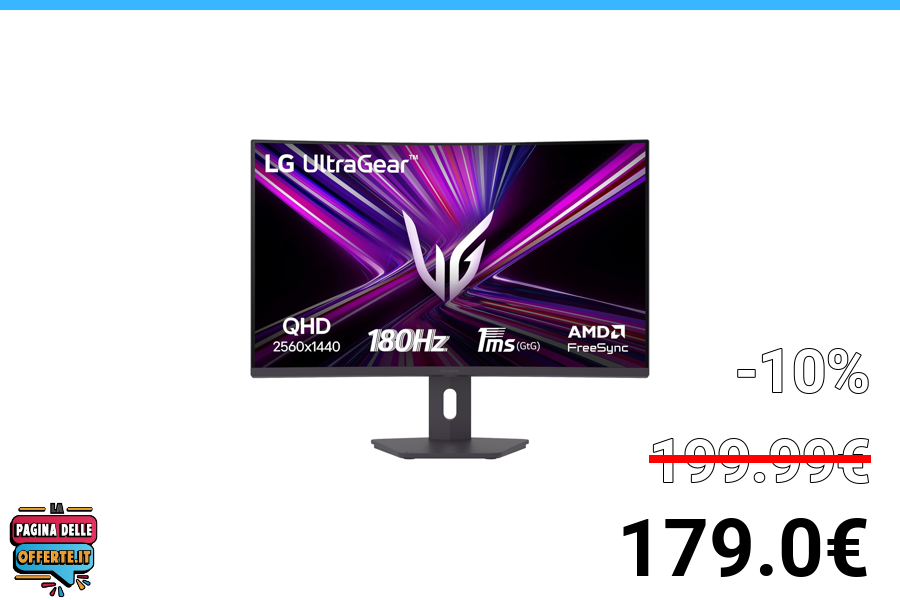 LG UltraGear™
QHD
2560x1440
180Hz
1ms (GtG)
AMD
FreeSync
-10%
199.99€
179.0€
LA
PAGINA DELLE
OFFERTE.IT